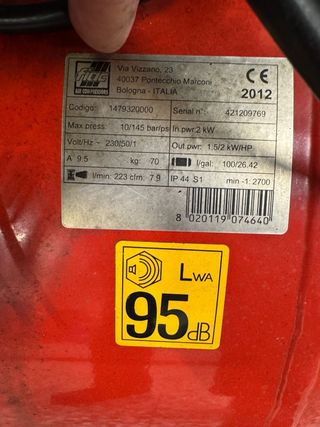 AIR COMPRESSORS
Via Vizzano, 23
40037 Pontecchio Marconi
Bologna - ITALIA
CE
2012
Codigo: 1479320000 Serial n°: 421209769
Max press: 10/145 bar/psi In pwr: 2 kW
Volt/Hz ~ 230/50/1 Out pwr: 1.5/2 kW/HP
A 9.5 kg: 70 l/gal: 100/26.42
l/min: 223 cfm: 7.9 IP 44 S1 min -1: 2700
8 020119 074640
LWA
95 dB